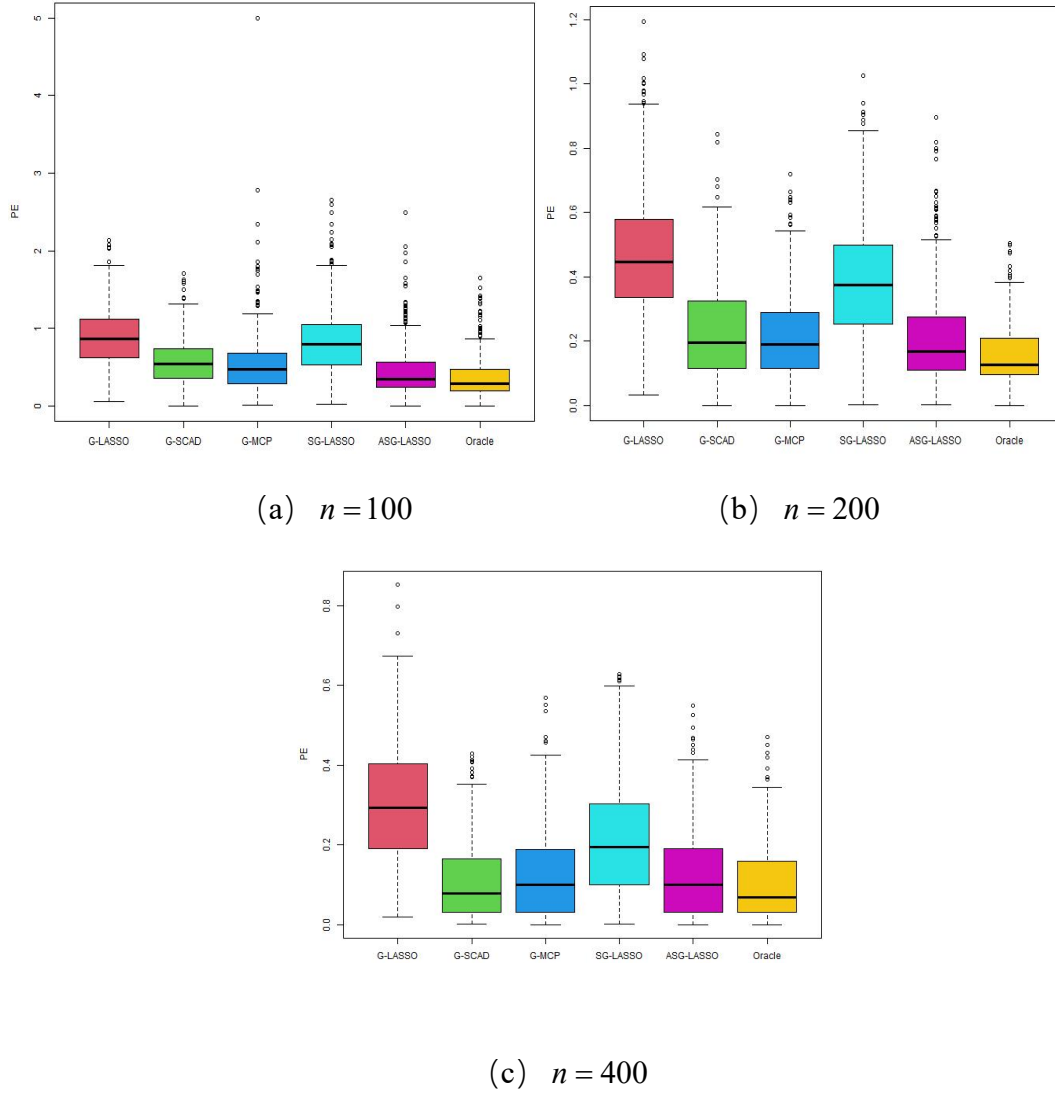 5
4
3
2
1
0
PE
G-LASSO G-SCAD G-MCP SG-LASSO ASG-LASSO Oracle
(a) n = 100
1.2
1.0
0.8
0.6
0.4
0.2
0.0
PE
G-LASSO G-SCAD G-MCP SG-LASSO ASG-LASSO Oracle
(b) n = 200
0.8
0.6
0.4
0.2
0.0
PE
G-LASSO G-SCAD G-MCP SG-LASSO ASG-LASSO Oracle
(c) n = 400